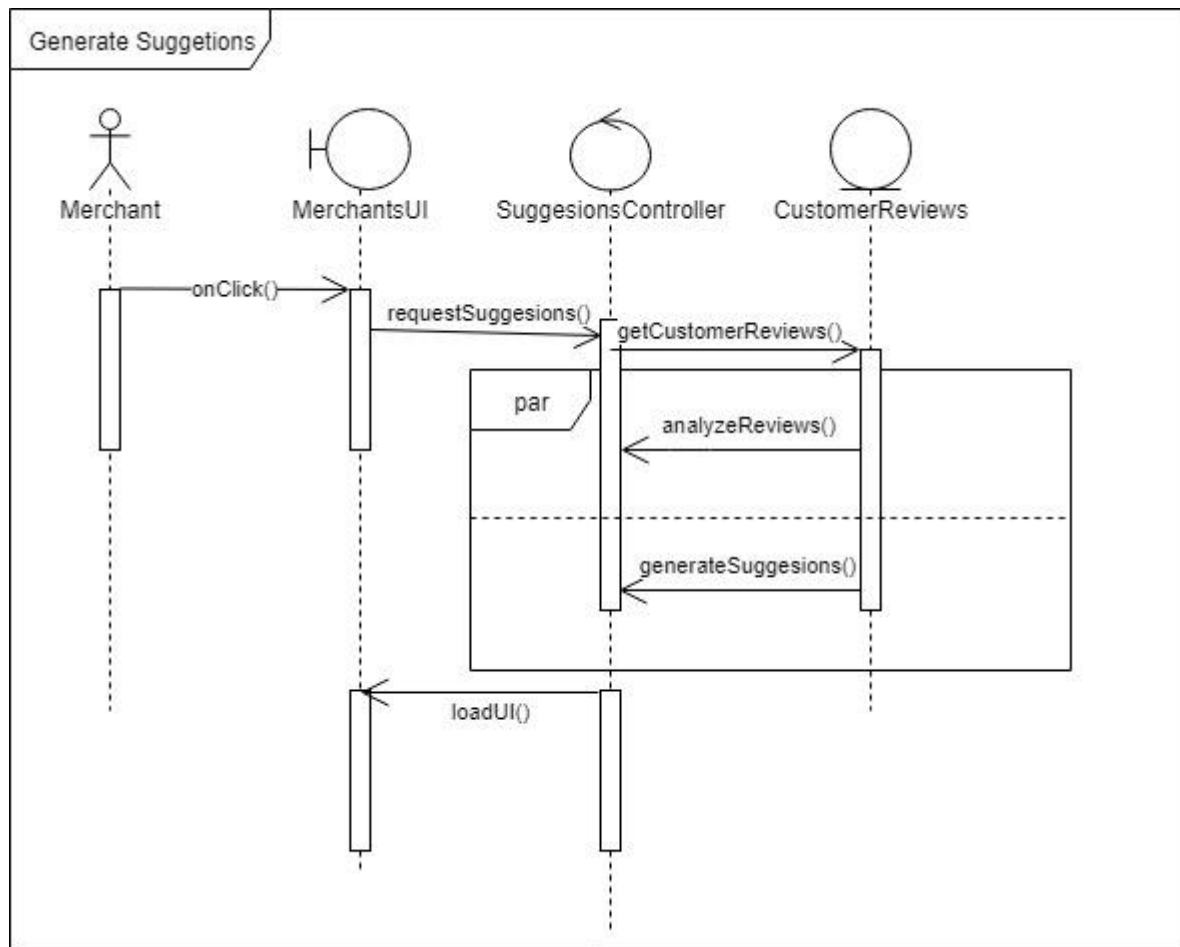 Generate Suggetions
Merchant
MerchantsUI
SuggesionsController
CustomerReviews
onClick()
requestSuggesions()
getCustomerReviews()
par
analyzeReviews()
generateSuggesions()
loadUI()